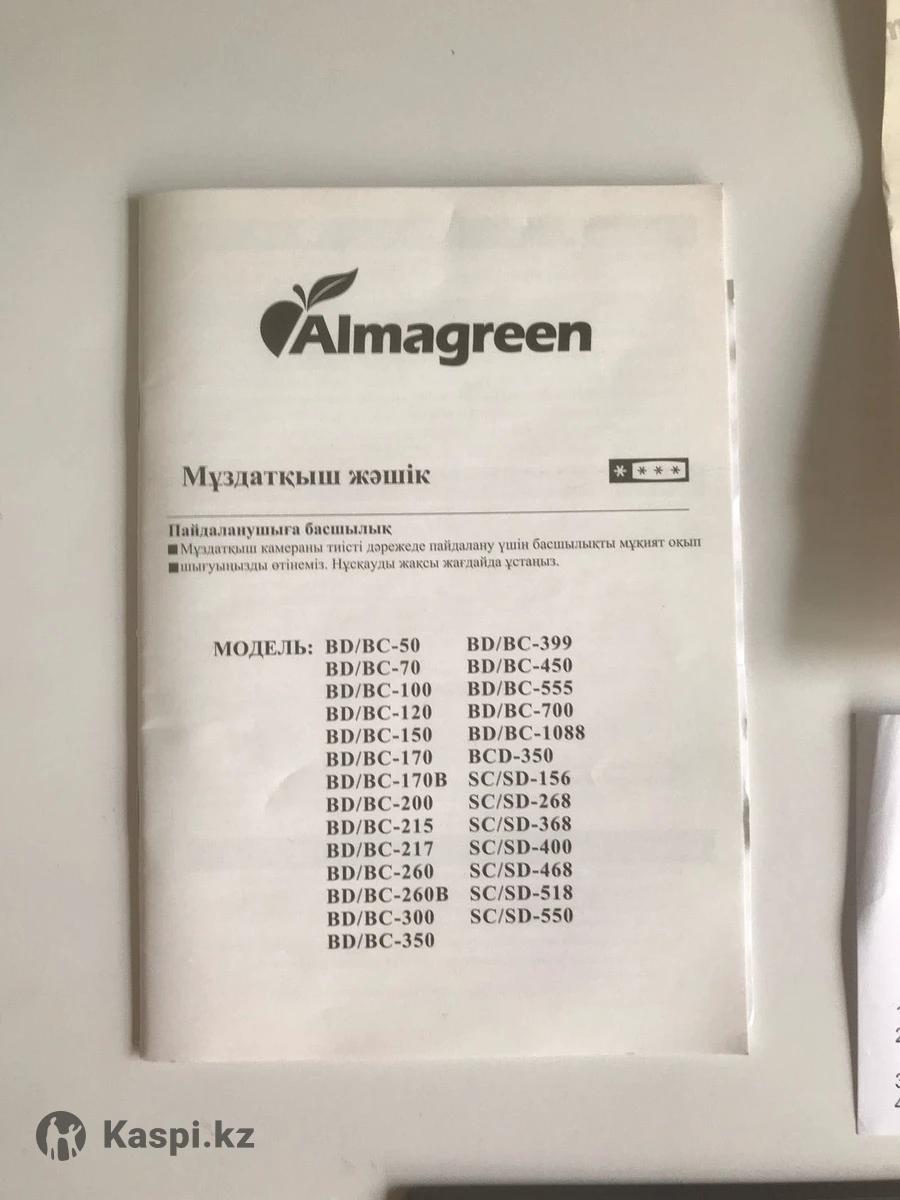 Almagreen
Мұздатқыш жәшік
* * * *
Пайдаланушыға басшылық
■ Мұздатқыш камераны тиісті дәрежеде пайдалану үшін басшылықты мұқият оқып
■ шығуыңызды өтінеміз. Нұсқауды жақсы жағдайда ұстаңыз.
МОДЕЛЬ: BD/BC-50 BD/BC-399
BD/BC-70 BD/BC-450
BD/BC-100 BD/BC-555
BD/BC-120 BD/BC-700
BD/BC-150 BD/BC-1088
BD/BC-170 BCD-350
BD/BC-170B SC/SD-156
BD/BC-200 SC/SD-268
BD/BC-215 SC/SD-368
BD/BC-217 SC/SD-400
BD/BC-260 SC/SD-468
BD/BC-260B SC/SD-518
BD/BC-300 SC/SD-550
BD/BC-350
Kaspi.kz